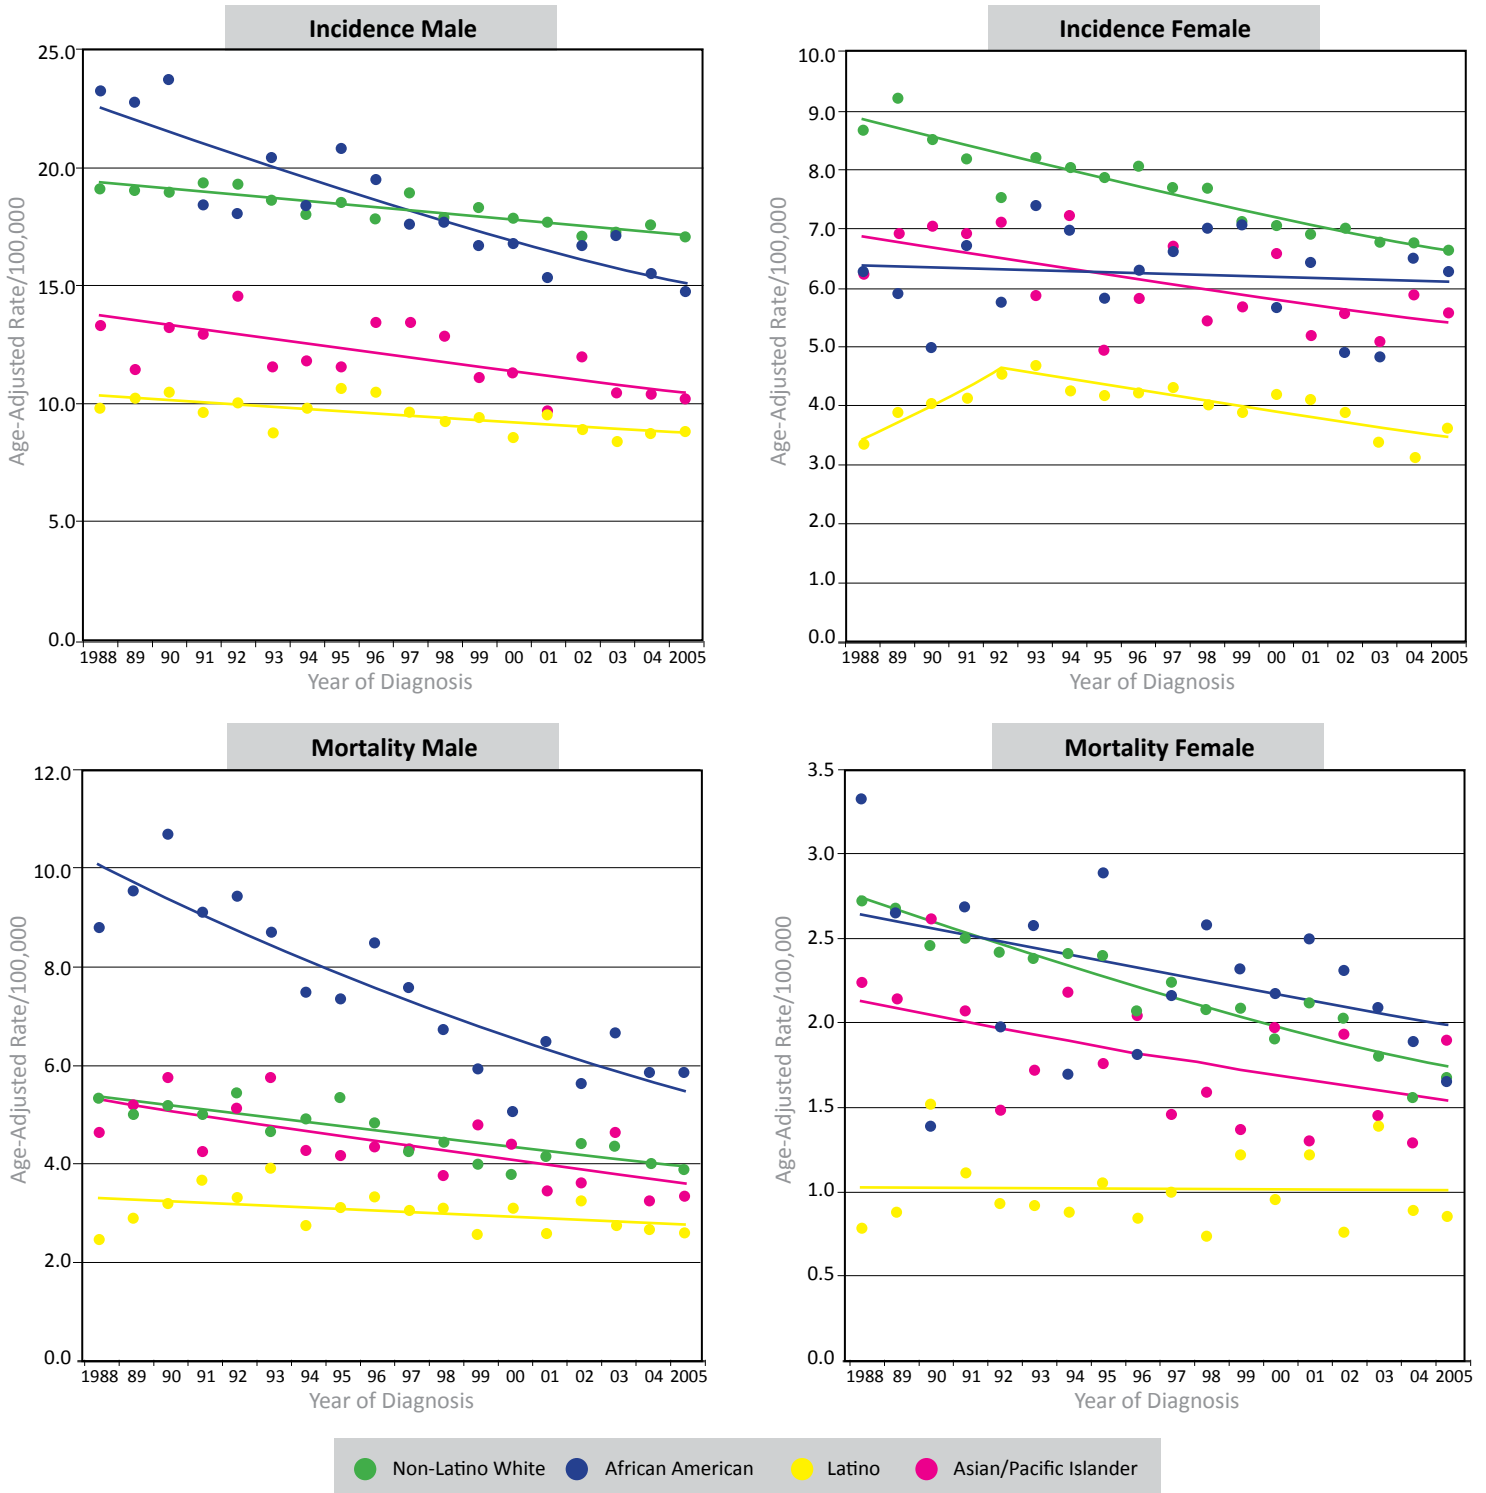 Incidence Male
Incidence Female
Age-Adjusted Rate/100,000
25.0
20.0
15.0
10.0
5.0
0.0
1988 89 90 91 92 93 94 95 96 97 98 99 00 01 02 03 04 2005
Year of Diagnosis
Age-Adjusted Rate/100,000
10.0
9.0
8.0
7.0
6.0
5.0
4.0
3.0
2.0
1.0
0.0
1988 89 90 91 92 93 94 95 96 97 98 99 00 01 02 03 04 2005
Year of Diagnosis
Mortality Male
Mortality Female
Age-Adjusted Rate/100,000
12.0
10.0
8.0
6.0
4.0
2.0
0.0
1988 89 90 91 92 93 94 95 96 97 98 99 00 01 02 03 04 2005
Year of Diagnosis
Age-Adjusted Rate/100,000
3.5
3.0
2.5
2.0
1.5
1.0
0.5
0.0
1988 89 90 91 92 93 94 95 96 97 98 99 00 01 02 03 04 2005
Year of Diagnosis
Non-Latino White African American Latino Asian/Pacific Islander